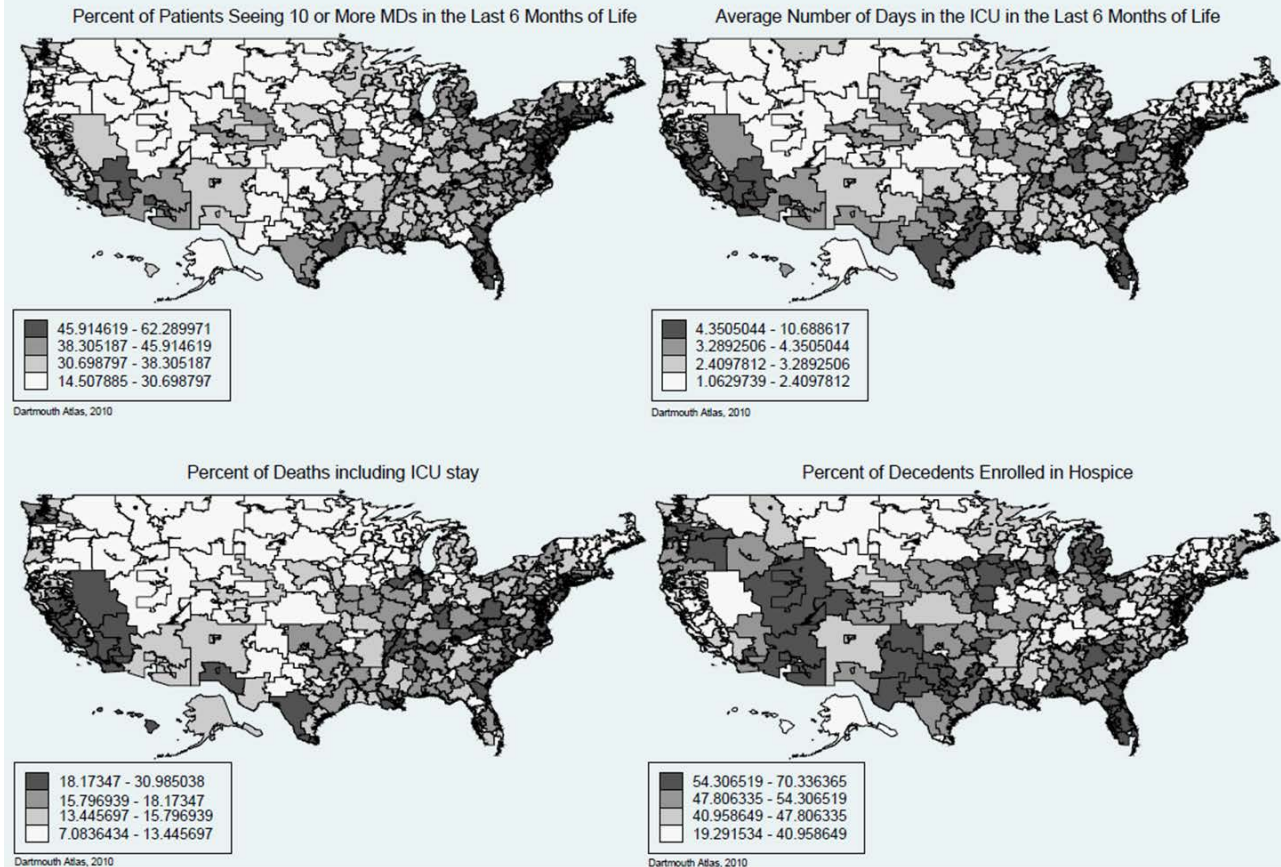 Percent of Patients Seeing 10 or More MDs in the Last 6 Months of Life
45.914619 - 62.289971
38.305187 - 45.914619
30.698797 - 38.305187
14.507885 - 30.698797
Dartmouth Atlas, 2010
Average Number of Days in the ICU in the Last 6 Months of Life
4.3505044 - 10.688617
3.2892506 - 4.3505044
2.4097812 - 3.2892506
1.0629739 - 2.4097812
Dartmouth Atlas, 2010
Percent of Deaths including ICU stay
18.17347 - 30.985038
15.796939 - 18.17347
13.445697 - 15.796939
7.0836434 - 13.445697
Dartmouth Atlas, 2010
Percent of Decedents Enrolled in Hospice
54.306519 - 70.336365
47.806335 - 54.306519
40.958649 - 47.806335
19.291534 - 40.958649
Dartmouth Atlas, 2010